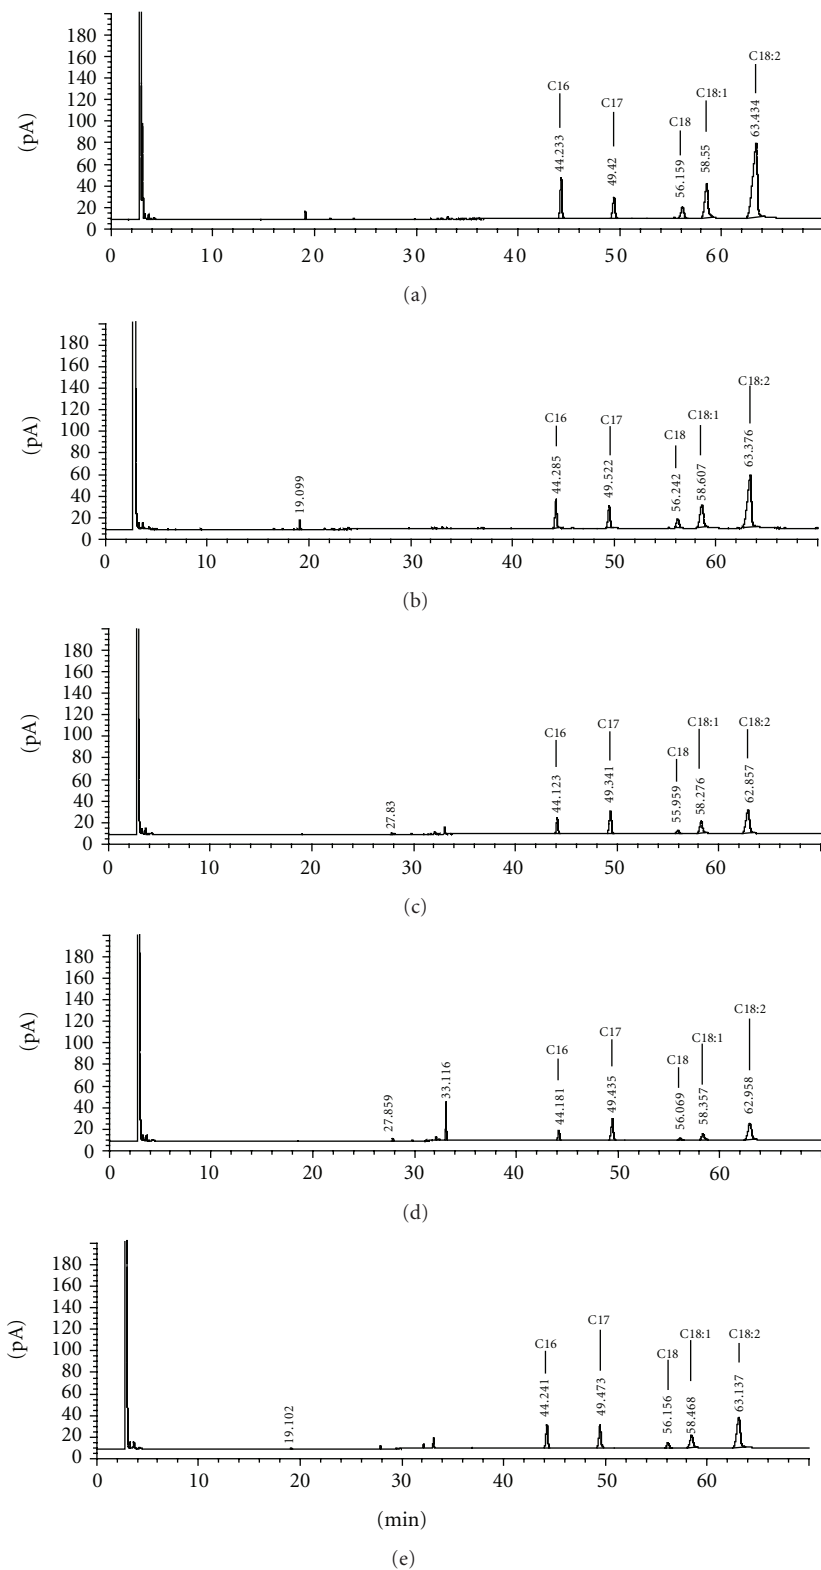 180
160
140
120
100
80
60
40
20
0
(pA)
C16
C17
C18
C18:1
C18:2
44.233
49.42
56.159
58.55
63.434
0 10 20 30 40 50 60
(a)
180
160
140
120
100
80
60
40
20
0
(pA)
C16
C17
C18
C18:1
C18:2
19.099
44.285
49.522
56.242
58.607
63.376
0 10 20 30 40 50 60
(b)
180
160
140
120
100
80
60
40
20
0
(pA)
C16
C17
C18
C18:1
C18:2
27.83
44.123
49.341
55.959
58.276
62.857
0 10 20 30 40 50 60
(c)
180
160
140
120
100
80
60
40
20
0
(pA)
C16
C17
C18
C18:1
C18:2
27.859
33.116
44.181
49.435
56.069
58.357
62.958
0 10 20 30 40 50 60
(d)
180
160
140
120
100
80
60
40
20
0
(pA)
C16
C17
C18
C18:1
C18:2
19.102
44.241
49.473
56.156
58.468
63.137
0 10 20 30 40 50 60
(min)
(e)